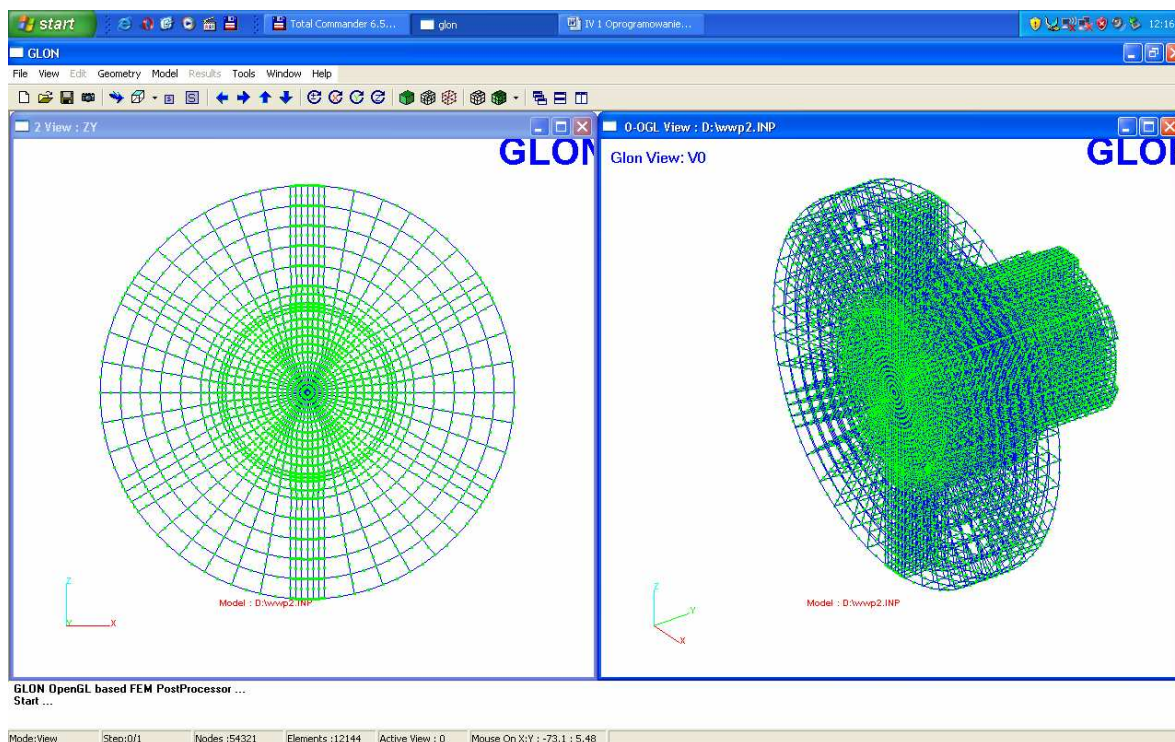 start
Total Commander 6.5...
glon
IV 1 Oprogramowanie...
12:16
GLON
File View Edit Geometry Model Results Tools Window Help
2 View : ZY
GLON
Z
Y
X
Model : D:\wwp2.INP
0-OGL View : D:\wwp2.INP
Glon View: V0
GLON
Z
Y
X
Model : D:\wwp2.INP
GLON OpenGL based FEM PostProcessor ...
Start ...
Mode:View Step:0/1 Nodes :54321 Elements :12144 Active View : 0 Mouse On X:Y : -73.1 : 5.48